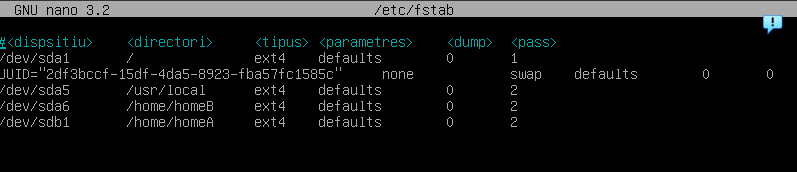 GNU nano 3.2 /etc/fstab
#<dispsitiu> <directori> <tipus> <parametres> <dump> <pass>
/dev/sda1 / ext4 defaults 0 1
UUID="2df3bccf-15df-4da5-8923-fba57fc1585c" none swap defaults 0 0
/dev/sda5 /usr/local ext4 defaults 0 2
/dev/sda6 /home/homeB ext4 defaults 0 2
/dev/sdb1 /home/homeA ext4 defaults 0 2